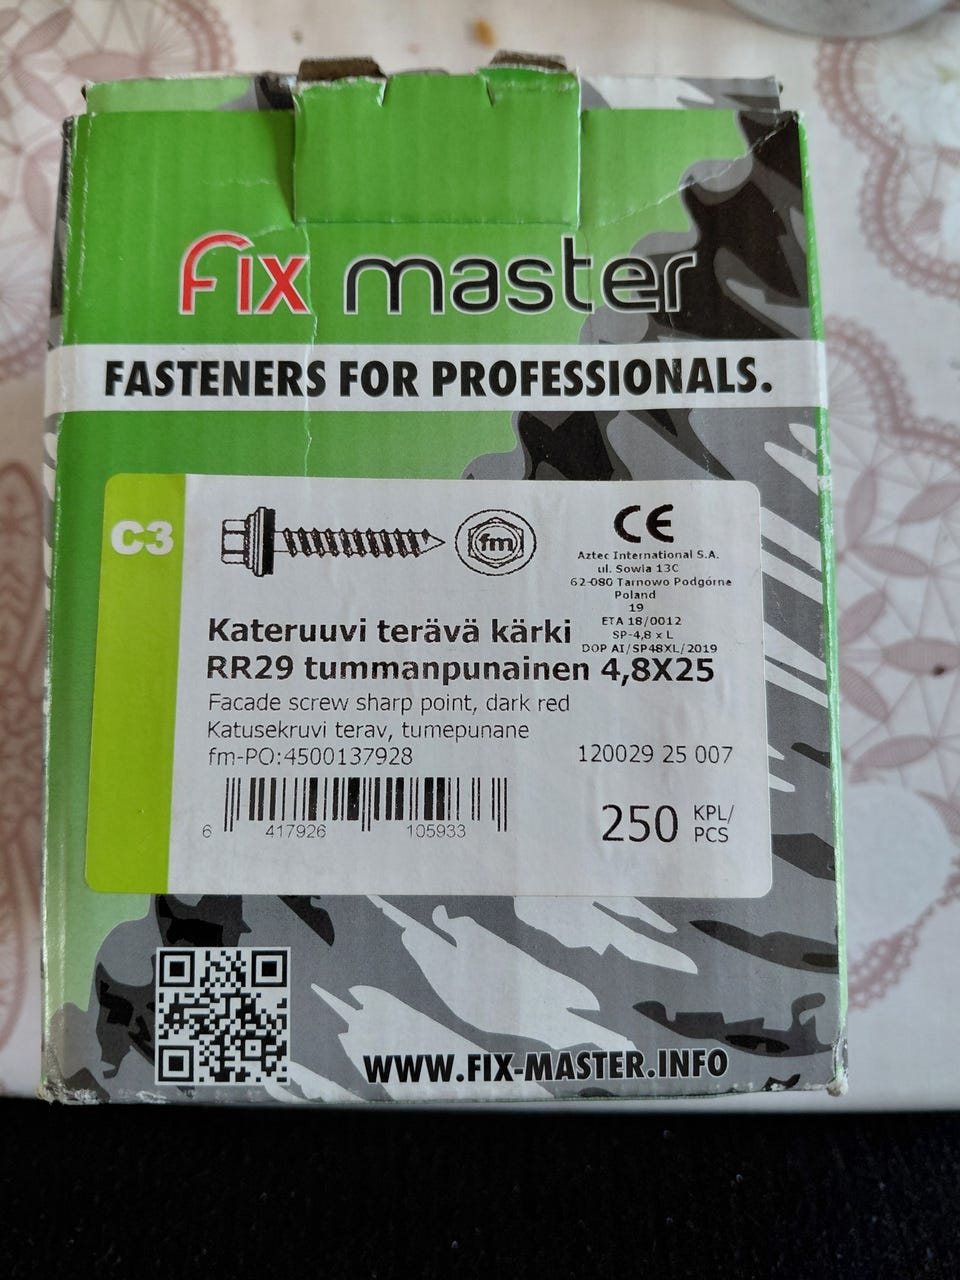 fix master
FASTENERS FOR PROFESSIONALS.
C3
fm
CE
Aztec International S.A.
ul. Sowia 13C
62-080 Tarnowo Podgórne
Poland
19
ETA 18/0012
SP-4,8 x L
DOP AI/SP48XL/2019
Kateruuvi terävä kärki
RR29 tummanpunainen 4,8X25
Facade screw sharp point, dark red
Katusekruvi terav, tumepunane
fm-PO:4500137928
120029 25 007
6 417926 105933
250 KPL/
PCS
WWW.FIX-MASTER.INFO